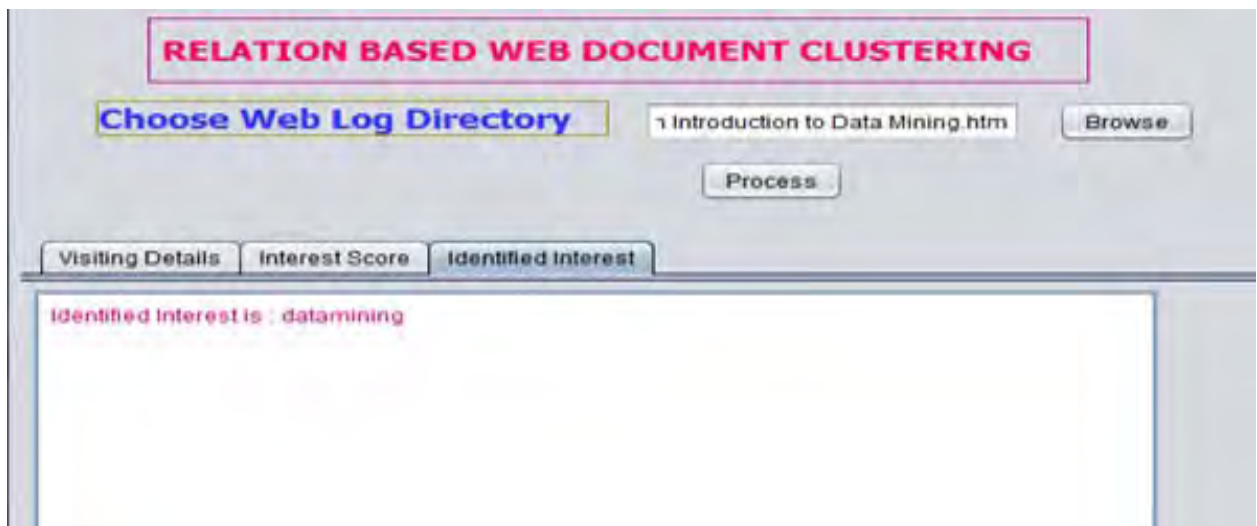 RELATION BASED WEB DOCUMENT CLUSTERING
Choose Web Log Directory
Introduction to Data Mining.htm
Browse
Process
Visiting Details
Interest Score
Identified Interest
Identified Interest is : datamining